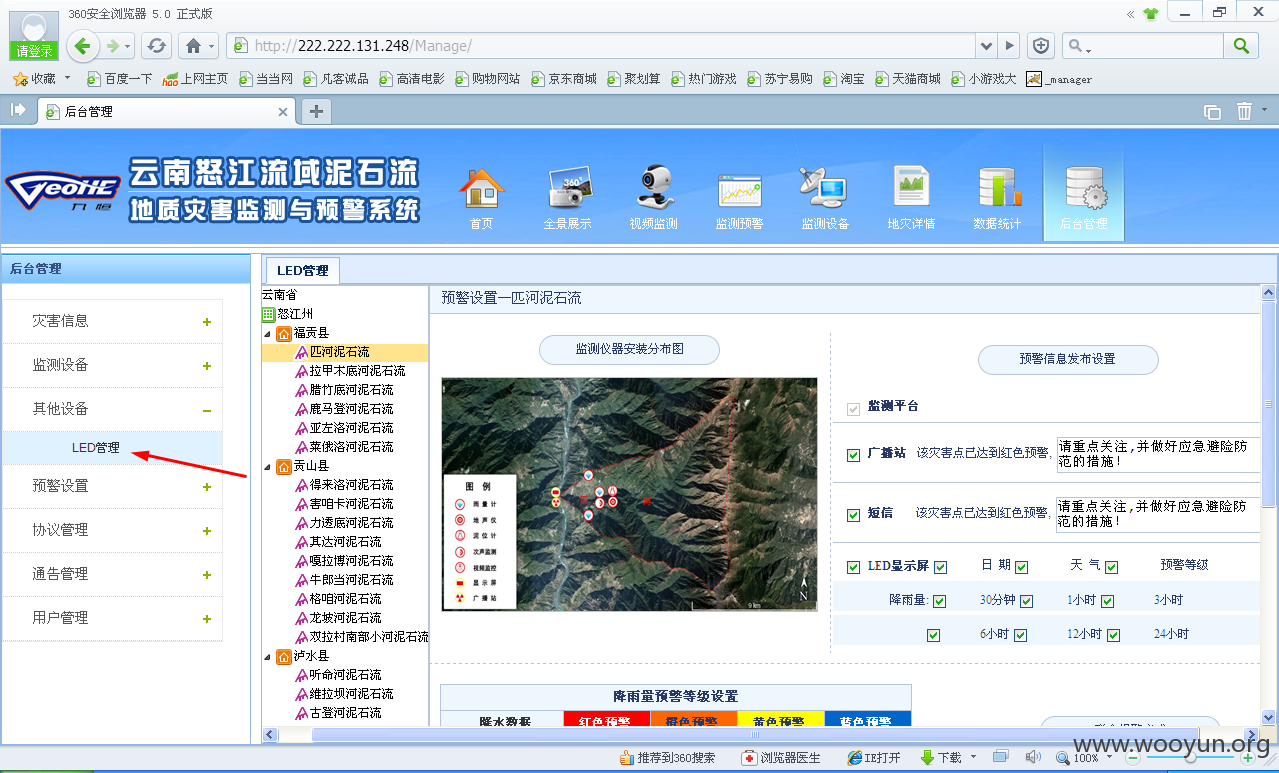 360安全浏览器 5.0 正式版
请登录
http://222.222.131.248/Manage/
收藏 百度一下 上网主页 当当网 凡客诚品 高清电影 购物网站 京东商城 聚划算 热门游戏 苏宁易购 淘宝 天猫商城 小游戏大 _manager
后台管理
GEOHE 九恒
云南怒江流域泥石流
地质灾害监测与预警系统
首页 全景展示 视频监测 监测预警 监测设备 地灾详情 数据统计 后台管理
360°
后台管理
灾害信息
监测设备
其他设备
LED管理
预警设置
协议管理
通告管理
用户管理
LED管理
云南省
怒江州
福贡县
匹河泥石流
拉甲木底河泥石流
腊竹底河泥石流
鹿马登河泥石流
亚左洛河泥石流
菜俄洛河泥石流
贡山县
得来洛河泥石流
害咱卡河泥石流
力透底河泥石流
其达河泥石流
嘎拉博河泥石流
牛郎当河泥石流
格咱河泥石流
龙坡河泥石流
双拉村南部小河泥石流
泸水县
听命河泥石流
维拉坝河泥石流
古登河泥石流
预警设置—匹河泥石流
监测仪器安装分布图
图 例
雨 量 计
地 声 仪
泥 位 计
次声监测
视频监控
显 示 屏
广 播 站
N
9 km
预警信息发布设置
监测平台
广播站 该灾害点已达到红色预警, 请重点关注,并做好应急避险防
范的措施!
短信 该灾害点已达到红色预警, 请重点关注,并做好应急避险防
范的措施!
LED显示屏 日 期 天 气 预警等级
降雨量: 30分钟 1小时 3小时
6小时 12小时 24小时
降雨量预警等级设置
降水数据 红色预警 橙色预警 黄色预警 蓝色预警
推荐到360搜索 浏览器医生 IE打开 下载 100%
www.wooyun.org